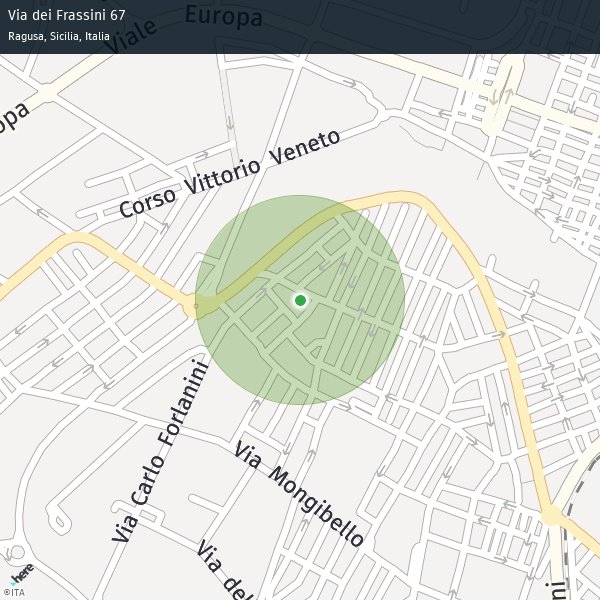 Via dei Frassini 67
Ragusa, Sicilia, Italia
Viale Europa
opa
Corso Vittorio Veneto
Via Carlo Forlanini
Via Mongibello
Via del
ini
here
©ITA